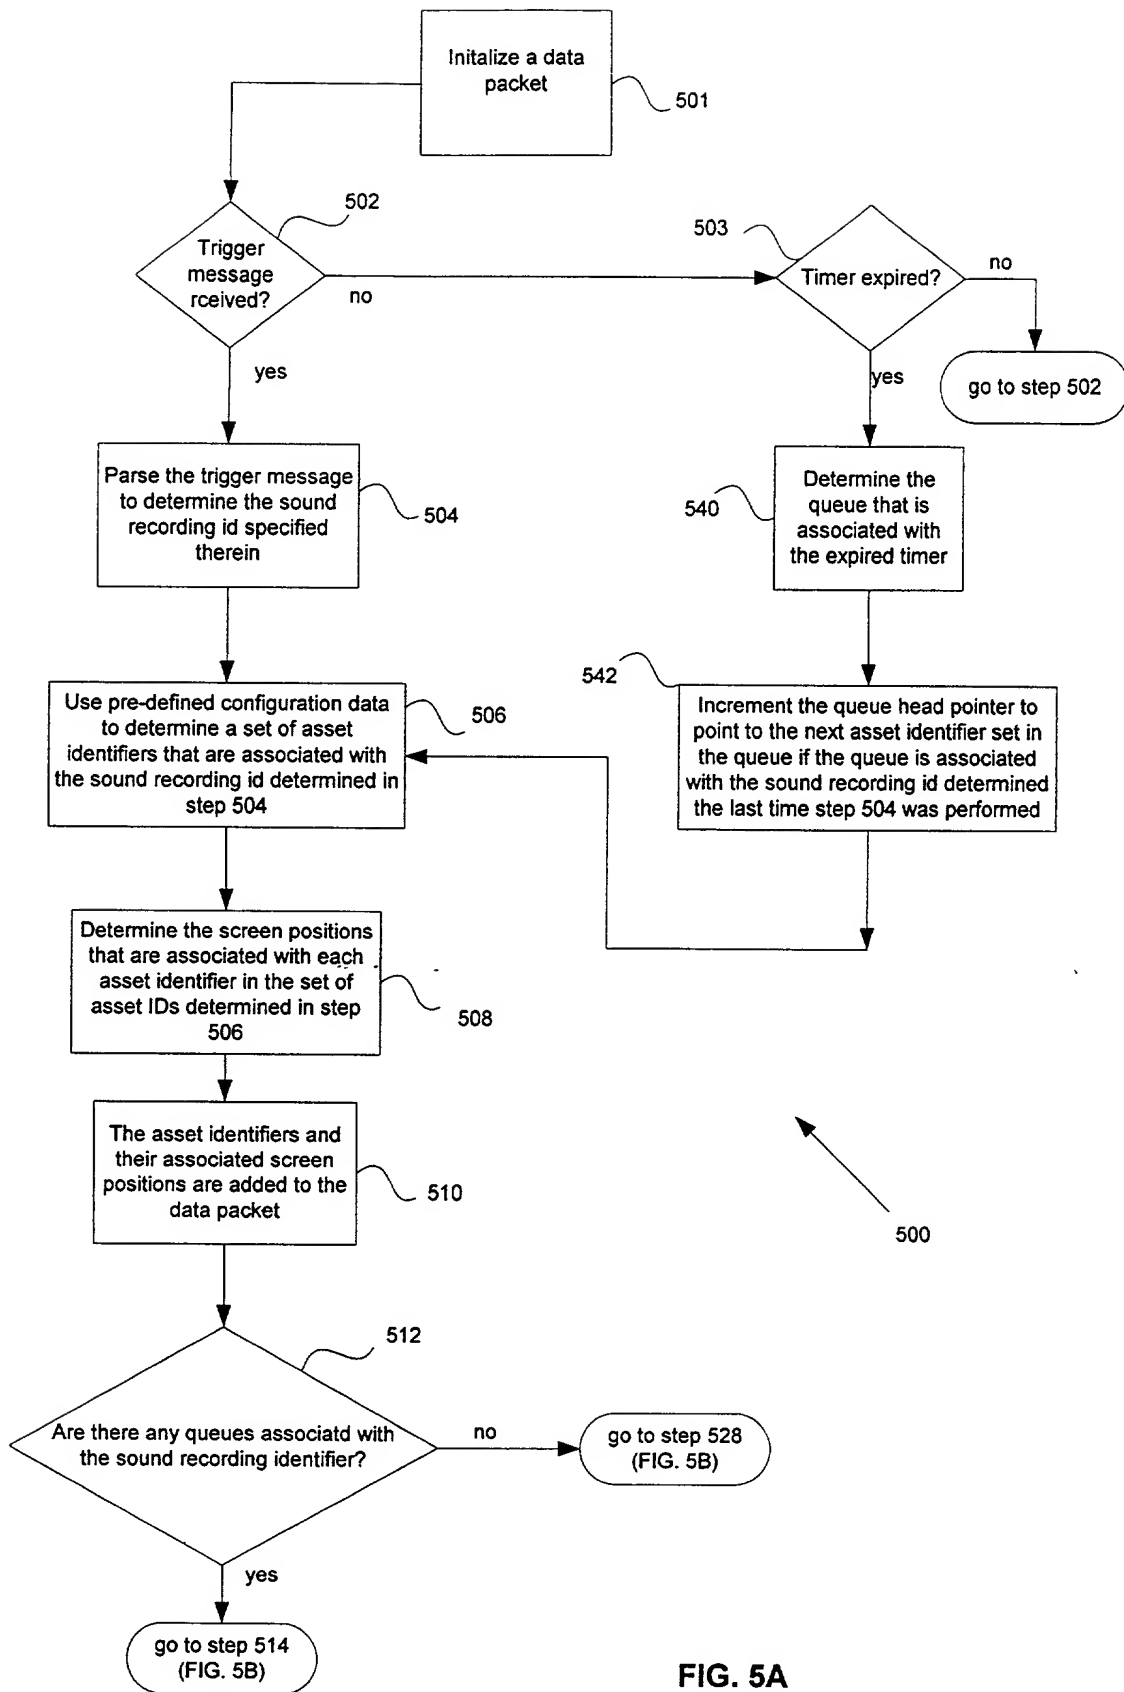 Initalize a data
packet
501
502
Trigger
message
rceived?
no
yes
503
Timer expired?
no
yes
go to step 502
Parse the trigger message
to determine the sound
recording id specified
therein
504
Determine the
queue that is
associated with
the expired timer
540
Use pre-defined configuration data
to determine a set of asset
identifiers that are associated with
the sound recording id determined in
step 504
506
542
Increment the queue head pointer to
point to the next asset identifier set in
the queue if the queue is associated
with the sound recording id determined
the last time step 504 was performed
Determine the screen positions
that are associated with each
asset identifier in the set of
asset IDs determined in step
506
508
The asset identifiers and
their associated screen
positions are added to the
data packet
510
500
512
Are there any queues associatd with
the sound recording identifier?
no
go to step 528
(FIG. 5B)
yes
go to step 514
(FIG. 5B)
FIG. 5A